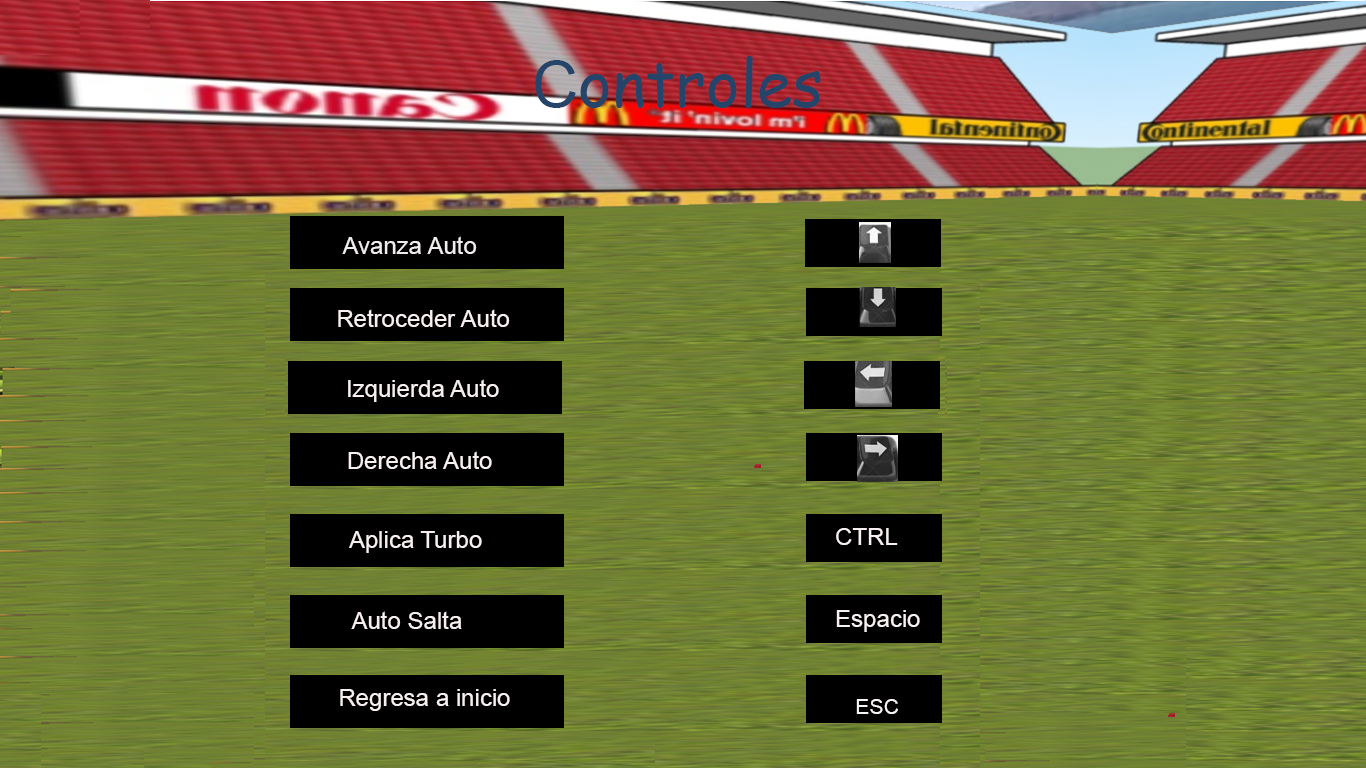 Controles
Canon
i'm lovin' it
Continental
Continental
Avanza Auto
Retroceder Auto
Izquierda Auto
Derecha Auto
Aplica Turbo
CTRL
Auto Salta
Espacio
Regresa a inicio
ESC